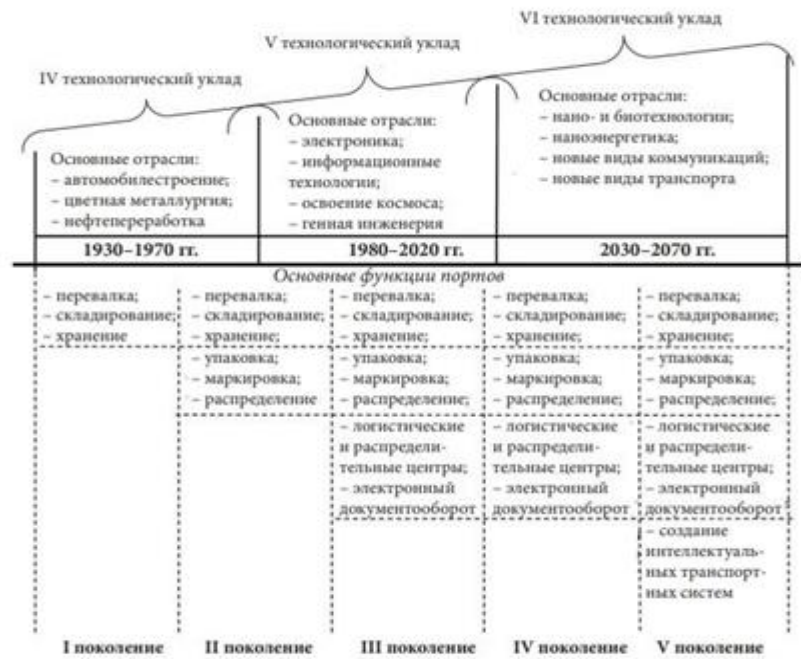 VI технологический уклад
V технологический уклад
IV технологический уклад
Основные отрасли:
– автомобилестроение;
– цветная металлургия;
– нефтепереработка
Основные отрасли:
– электроника;
– информационные
технологии;
– освоение космоса;
– генная инженерия
Основные отрасли:
– нано- и биотехнологии;
– наноэнергетика;
– новые виды коммуникаций;
– новые виды транспорта
1930–1970 гг.
1980–2020 гг.
2030–2070 гг.
Основные функции портов
– перевалка;
– складирование;
– хранение
– перевалка;
– складирование;
– хранение;
– упаковка;
– маркировка;
– распределение
– перевалка;
– складирование;
– хранение;
– упаковка;
– маркировка;
– распределение;
– логистические
и распредели-
тельные центры;
– электронный
документооборот
– перевалка;
– складирование;
– хранение;
– упаковка;
– маркировка;
– распределение;
– логистические
и распредели-
тельные центры;
– электронный
документооборот
– перевалка;
– складирование;
– хранение;
– упаковка;
– маркировка;
– распределение;
– логистические
и распредели-
тельные центры;
– электронный
документооборот
– создание
интеллектуаль-
ных транспорт-
ных систем
I поколение
II поколение
III поколение
IV поколение
V поколение